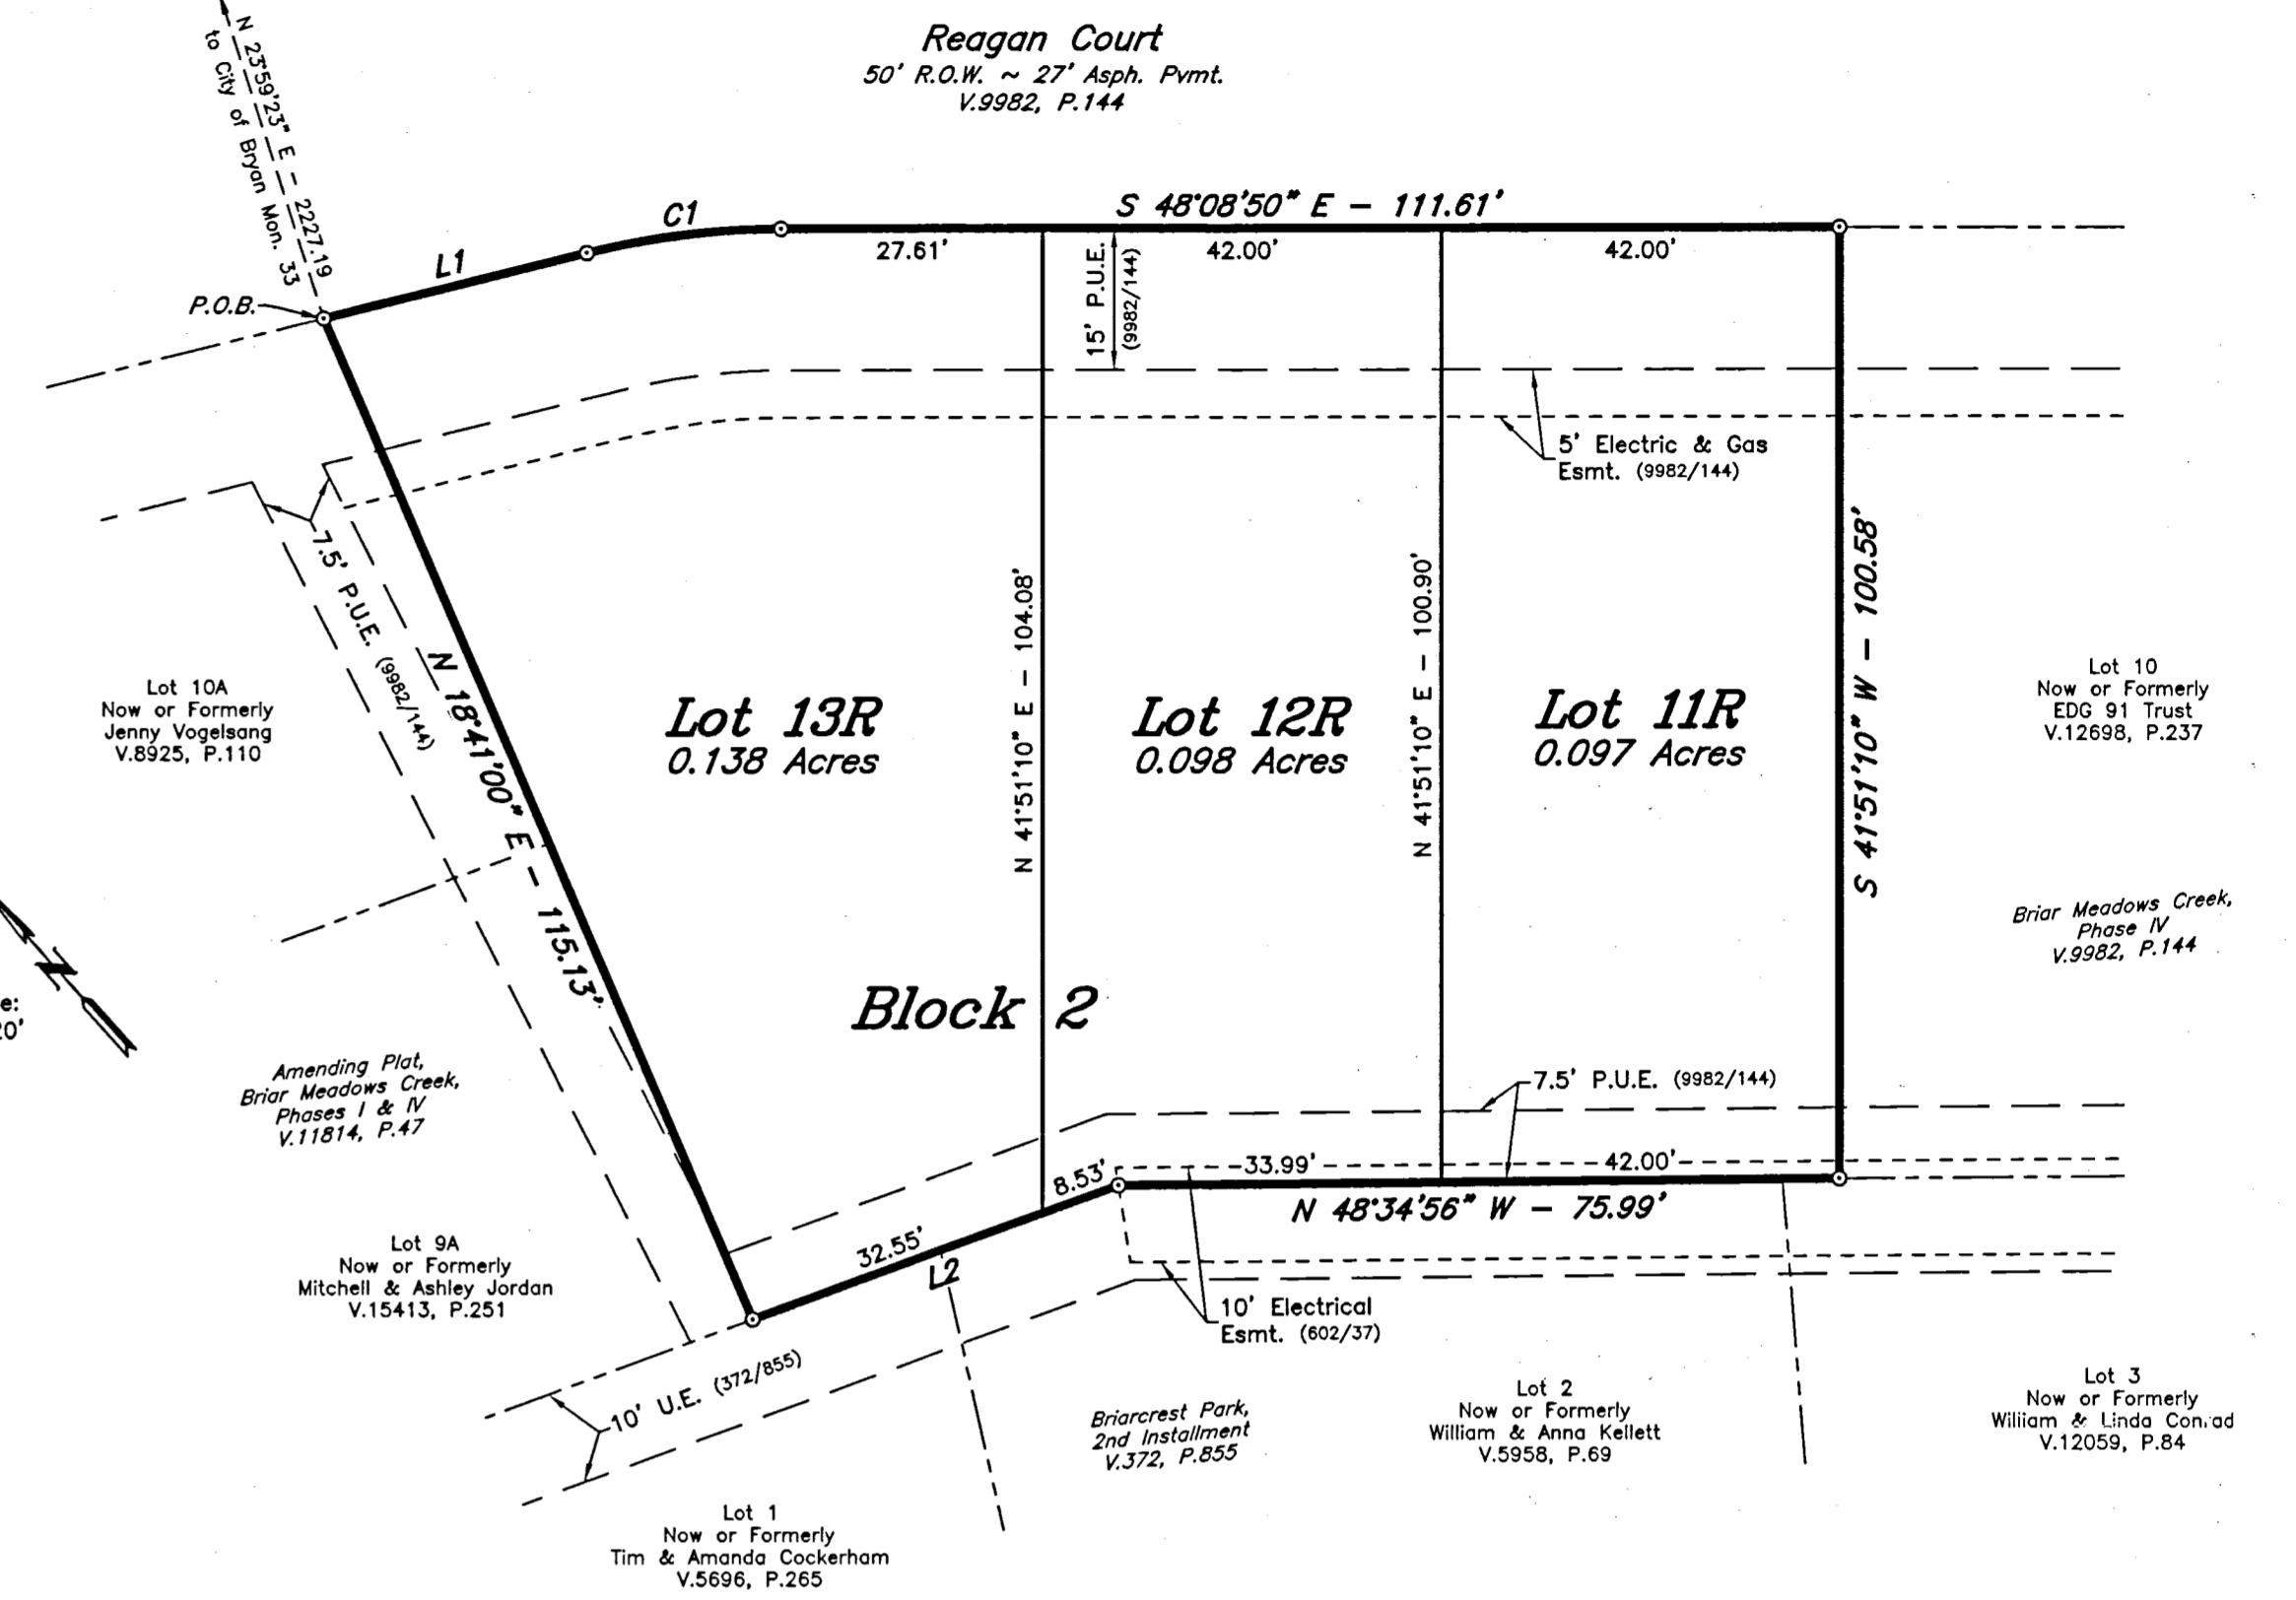 Reagan Court
50' R.O.W. ~ 27' Asph. Pvmt.
V.9982, P.144
N 23°59'23" E - 2227.19
to City of Bryan Mon. 33
P.O.B.
L1
C1
S 48°08'50" E - 111.61'
27.61'
42.00'
42.00'
15' P.U.E.
(9982/144)
5' Electric & Gas
Esmt. (9982/144)
7.5' P.U.E. (9982/144)
N 18°41'00" E - 115.13'
N 41°51'10" E - 104.08'
N 41°51'10" E - 100.90'
S 41°51'10" W - 100.58'
Lot 10A
Now or Formerly
Jenny Vogelsang
V.8925, P.110
Lot 13R
0.138 Acres
Lot 12R
0.098 Acres
Lot 11R
0.097 Acres
Lot 10
Now or Formerly
EDG 91 Trust
V.12698, P.237
Briar Meadows Creek,
Phase IV
V.9982, P.144
N
e:
20'
Block 2
Amending Plat,
Briar Meadows Creek,
Phases I & IV
V.11814, P.47
7.5' P.U.E. (9982/144)
8.53'
33.99'
42.00'
N 48°34'56" W - 75.99'
32.55'
L2
Lot 9A
Now or Formerly
Mitchell & Ashley Jordan
V.15413, P.251
10' Electrical
Esmt. (602/37)
10' U.E. (372/855)
Briarcrest Park,
2nd Installment
V.372, P.855
Lot 2
Now or Formerly
William & Anna Kellett
V.5958, P.69
Lot 3
Now or Formerly
William & Linda Conrad
V.12059, P.84
Lot 1
Now or Formerly
Tim & Amanda Cockerham
V.5696, P.265